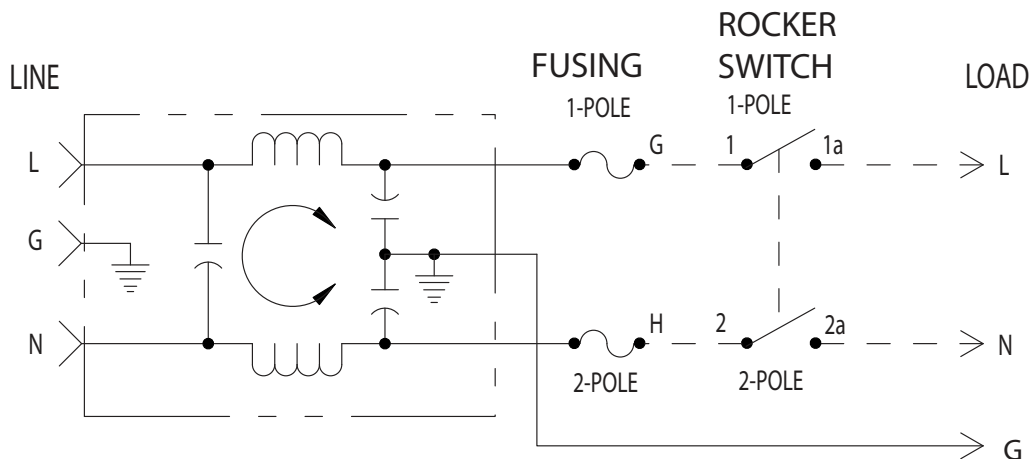 LINE
FUSING
ROCKER
SWITCH
LOAD
1-POLE
1-POLE
L
G
1
1a
L
G
N
H
2
2a
N
2-POLE
2-POLE
G